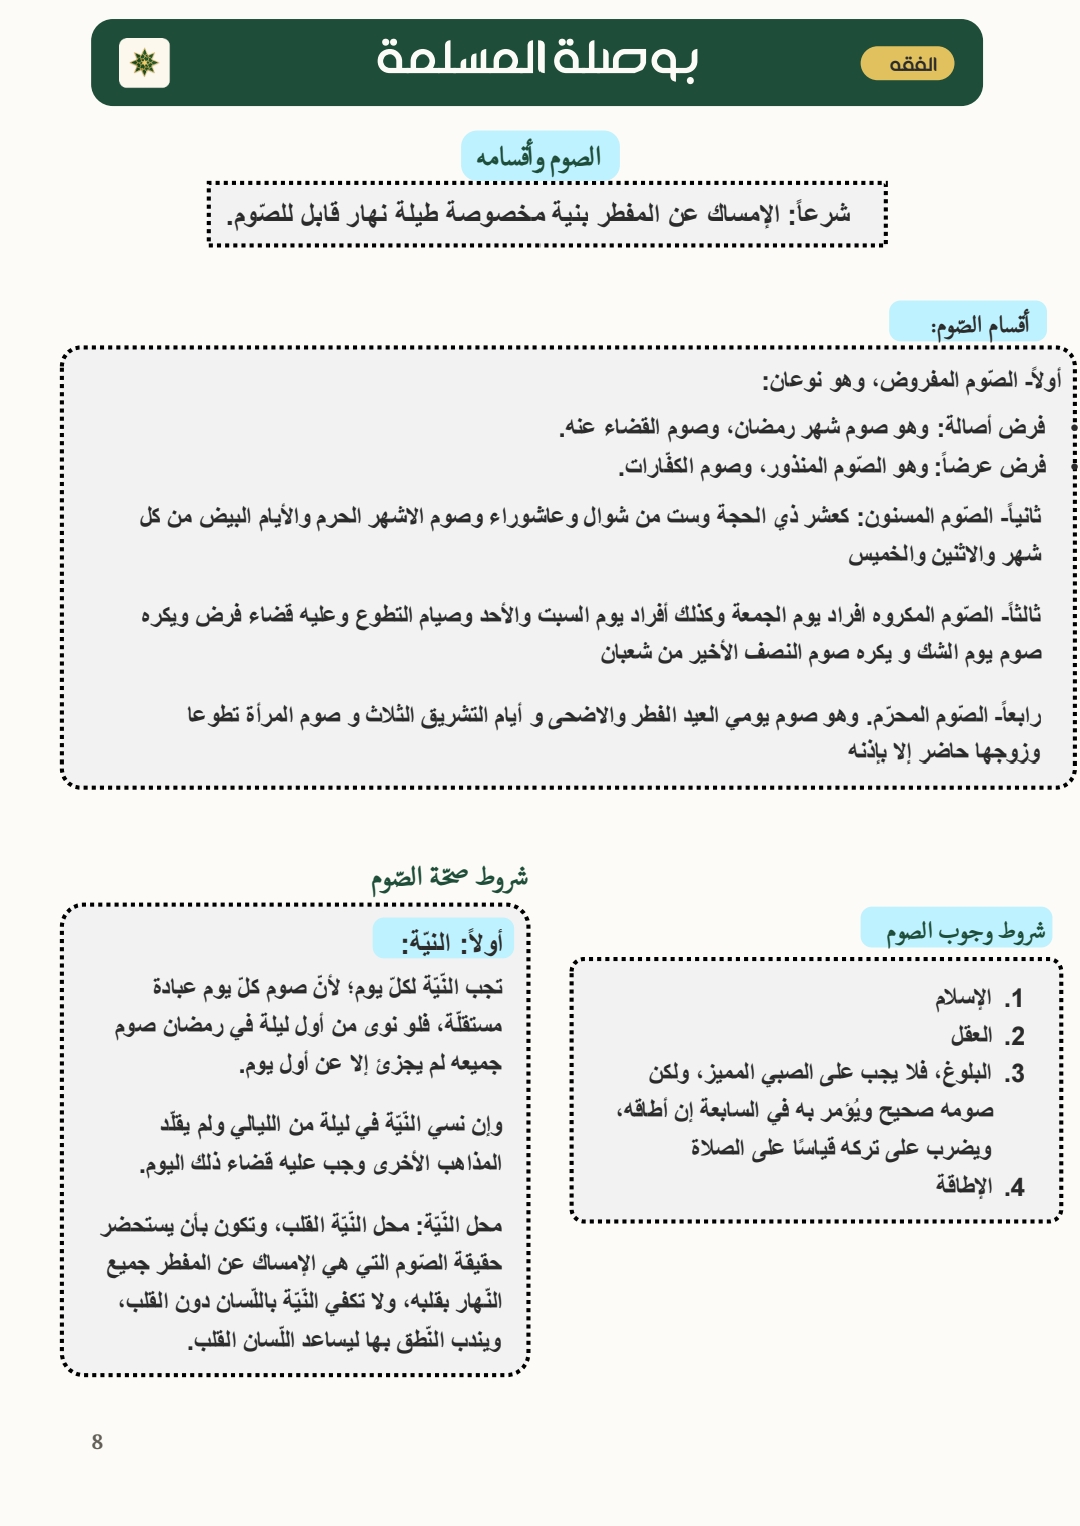 الفقه
بوصلة المسلمة
الصوم وأقسامه
شرعاً: الإمساك عن المفطر بنية مخصوصة طيلة نهار قابل للصّوم.
أقسام الصّوم:
أولاً- الصّوم المفروض، وهو نوعان:
• فرض أصالة: وهو صوم شهر رمضان، وصوم القضاء عنه.
• فرض عرضاً: وهو الصّوم المنذور، وصوم الكفّارات.
ثانياً- الصّوم المسنون: كعشر ذي الحجة وست من شوال وعاشوراء وصوم الاشهر الحرم والأيام البيض من كل
شهر والاثنين والخميس
ثالثاً- الصّوم المكروه افراد يوم الجمعة وكذلك أفراد يوم السبت والأحد وصيام التطوع وعليه قضاء فرض ويكره
صوم يوم الشك و يكره صوم النصف الأخير من شعبان
رابعاً- الصّوم المحرّم. وهو صوم يومي العيد الفطر والاضحى و أيام التشريق الثلاث و صوم المرأة تطوعا
وزوجها حاضر إلا بإذنه
شروط وجوب الصوم
1. الإسلام
2. العقل
3. البلوغ، فلا يجب على الصبي المميز، ولكن
صومه صحيح ويُؤمر به في السابعة إن أطاقه،
ويضرب على تركه قياسًا على الصلاة
4. الإطاقة
شروط صحّة الصّوم
أولاً: النيّة:
تجب النّيّة لكلّ يوم؛ لأنّ صوم كلّ يوم عبادة
مستقلّة، فلو نوى من أول ليلة في رمضان صوم
جميعه لم يجزئ إلا عن أول يوم.
وإن نسي النّيّة في ليلة من الليالي ولم يقلّد
المذاهب الأخرى وجب عليه قضاء ذلك اليوم.
محل النّيّة: محل النّيّة القلب، وتكون بأن يستحضر
حقيقة الصّوم التي هي الإمساك عن المفطر جميع
النّهار بقلبه، ولا تكفي النّيّة باللّسان دون القلب،
ويندب النّطق بها ليساعد اللّسان القلب.
8